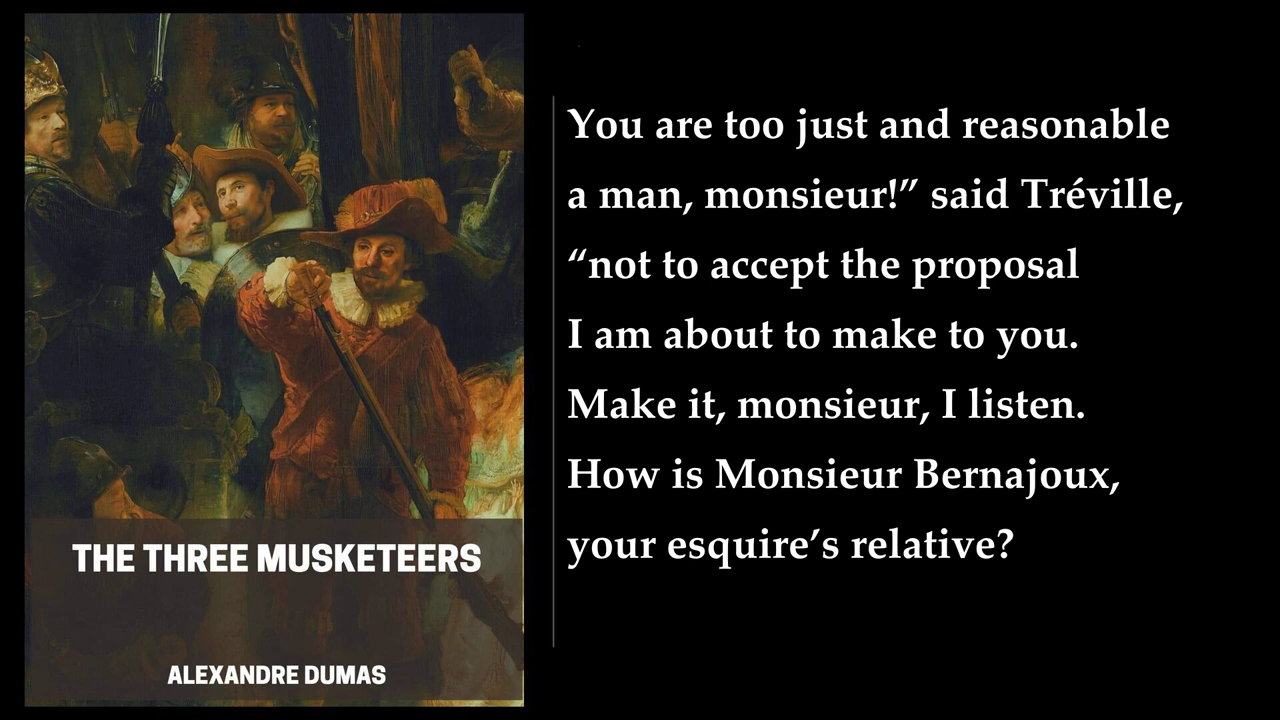 THE THREE MUSKETEERS
ALEXANDRE DUMAS
You are too just and reasonable
a man, monsieur!” said Tréville,
“not to accept the proposal
I am about to make to you.
Make it, monsieur, I listen.
How is Monsieur Bernajoux,
your esquire’s relative?